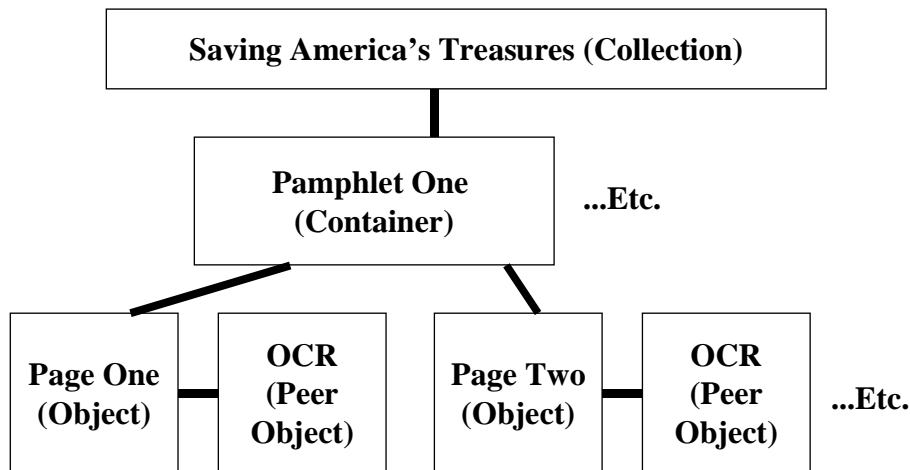 Saving America's Treasures (Collection)
Pamphlet One
(Container)
...Etc.
Page One
(Object)
OCR
(Peer
Object)
Page Two
(Object)
OCR
(Peer
Object)
...Etc.